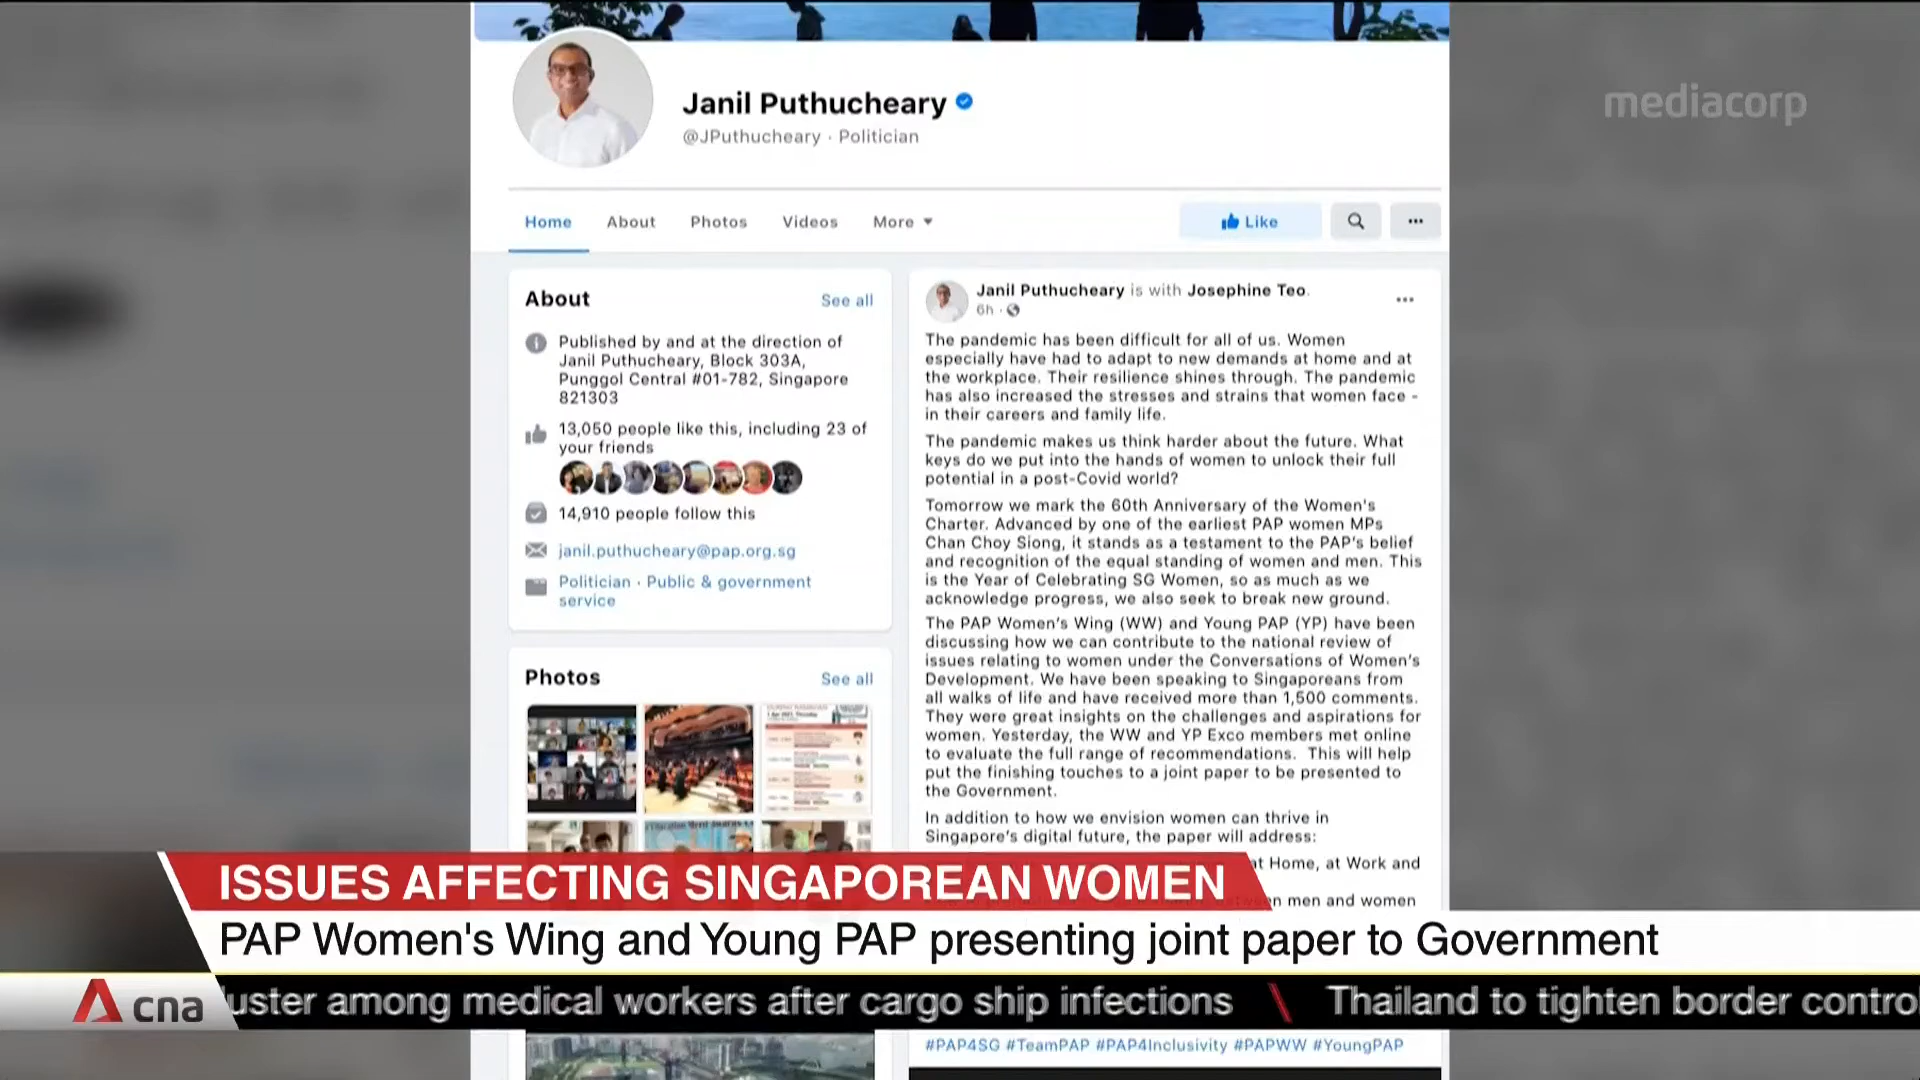 mediacorp
Janil Puthucheary
@JPuthucheary · Politician
Home About Photos Videos More
Like
...
About
See all
Published by and at the direction of
Janil Puthucheary, Block 303A,
Punggol Central #01-782, Singapore
821303
13,050 people like this, including 23 of
your friends
14,910 people follow this
janil.puthucheary@pap.org.sg
Politician · Public & government
service
Photos
See all
Janil Puthucheary is with Josephine Teo.
6h ·
The pandemic has been difficult for all of us. Women
especially have had to adapt to new demands at home and at
the workplace. Their resilience shines through. The pandemic
has also increased the stresses and strains that women face -
in their careers and family life.
The pandemic makes us think harder about the future. What
keys do we put into the hands of women to unlock their full
potential in a post-Covid world?
Tomorrow we mark the 60th Anniversary of the Women's
Charter. Advanced by one of the earliest PAP women MPs
Chan Choy Siong, it stands as a testament to the PAP's belief
and recognition of the equal standing of women and men. This
is the Year of Celebrating SG Women, so as much as we
acknowledge progress, we also seek to break new ground.
The PAP Women's Wing (WW) and Young PAP (YP) have been
discussing how we can contribute to the national review of
issues relating to women under the Conversations of Women's
Development. We have been speaking to Singaporeans from
all walks of life and have received more than 1,500 comments.
They were great insights on the challenges and aspirations for
women. Yesterday, the WW and YP Exco members met online
to evaluate the full range of recommendations. This will help
put the finishing touches to a joint paper to be presented to
the Government.
In addition to how we envision women can thrive in
Singapore's digital future, the paper will address:
at Home, at Work and
men and women
#PAP4SG #TeamPAP #PAP4Inclusivity #PAPWW #YoungPAP
ISSUES AFFECTING SINGAPOREAN WOMEN
PAP Women's Wing and Young PAP presenting joint paper to Government
cna
uster among medical workers after cargo ship infections \ Thailand to tighten border control